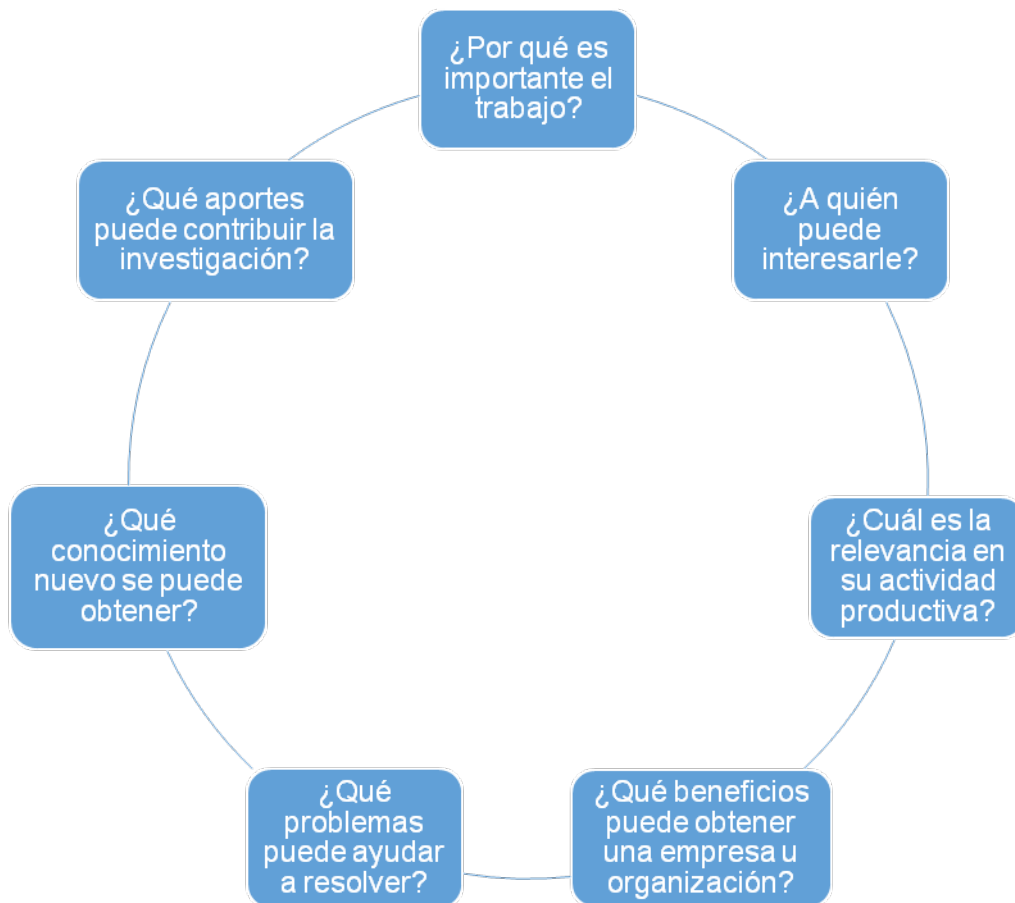 ¿Por qué es
importante el
trabajo?
¿A quién
puede
interesarle?
¿Cuál es la
relevancia en
su actividad
productiva?
¿Qué beneficios
puede obtener
una empresa u
organización?
¿Qué
problemas
puede ayudar
a resolver?
¿Qué
conocimiento
nuevo se puede
obtener?
¿Qué aportes
puede contribuir la
investigación?